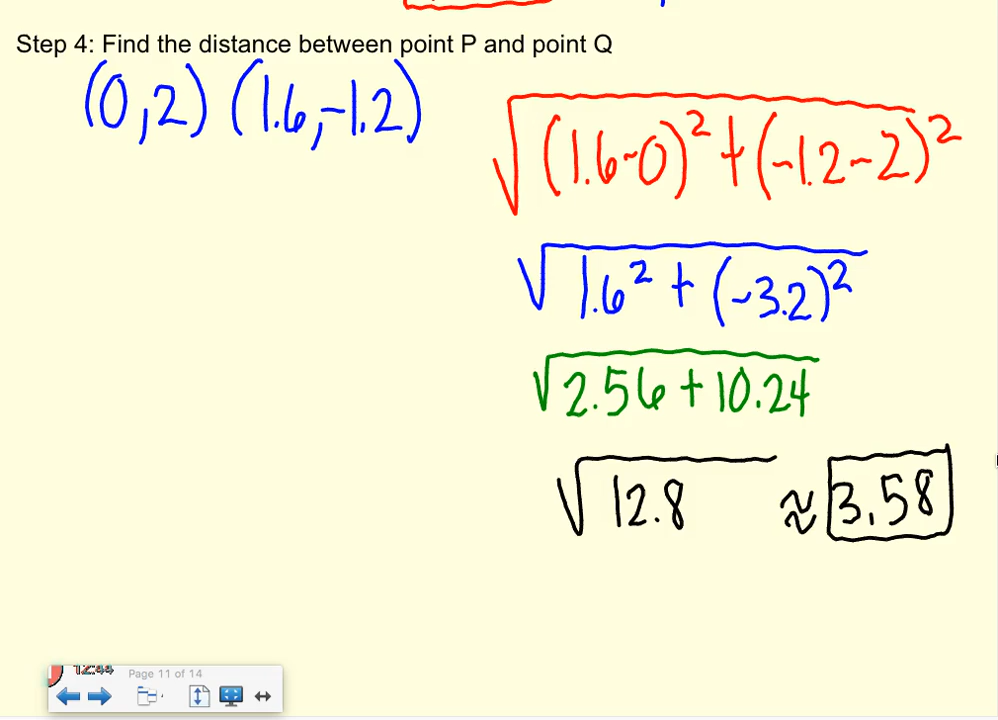 Step 4: Find the distance between point P and point Q
(0,2) (1.6,-1.2)
√(1.6-0)² + (-1.2-2)²
√1.6² + (-3.2)²
√2.56 + 10.24
√12.8 ≈ 3.58
12:44 Page 11 of 14